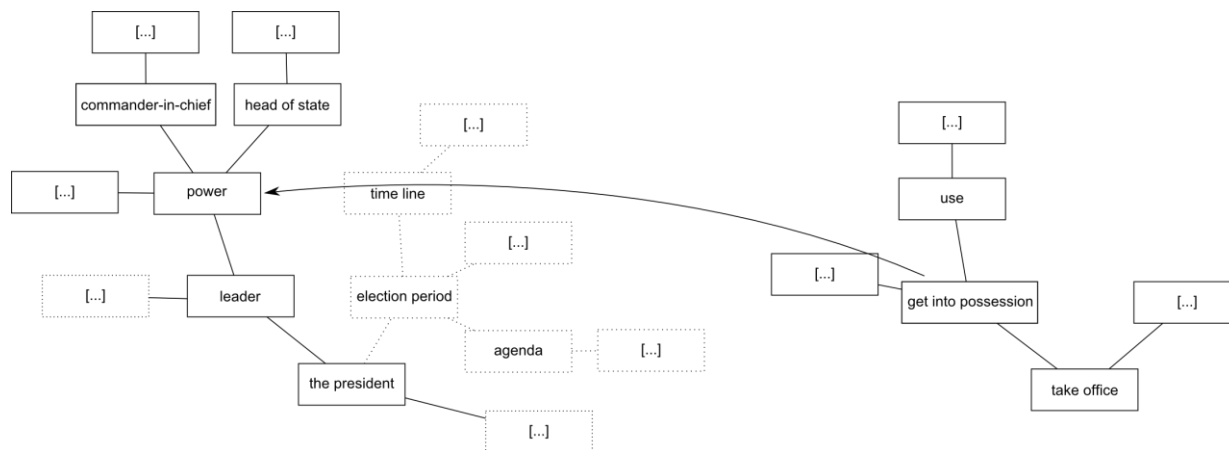 [...]
[...]
commander-in-chief
head of state
[...]
[...]
[...]
power
time line
use
[...]
[...]
[...]
leader
election period
get into possession
[...]
agenda
[...]
the president
take office
[...]